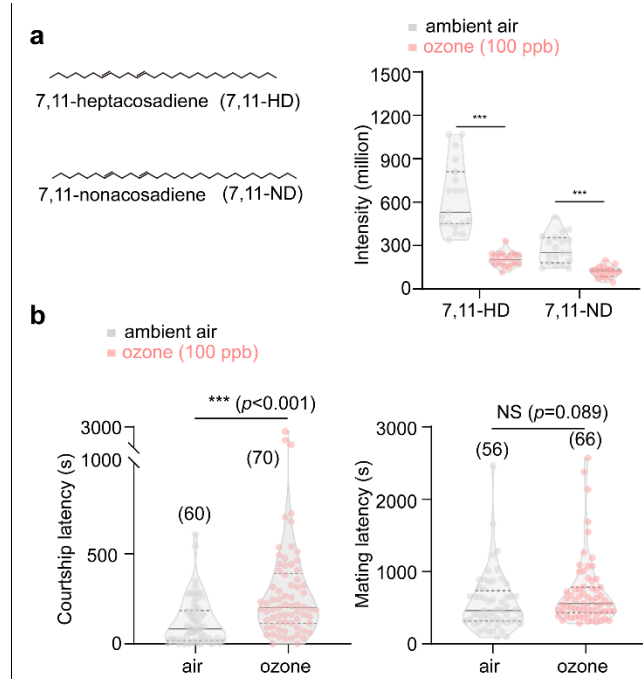 a
ambient air
ozone (100 ppb)
7,11-heptacosadiene (7,11-HD)
7,11-nonacosadiene (7,11-ND)
Intensity (million)
1500
1200
900
600
300
0
***
***
7,11-HD 7,11-ND
b
ambient air
ozone (100 ppb)
Courtship latency (s)
3000
1000
500
0
*** (p<0.001)
(60)
(70)
air ozone
Mating latency (s)
3000
2000
1000
0
NS (p=0.089)
(56)
(66)
air ozone